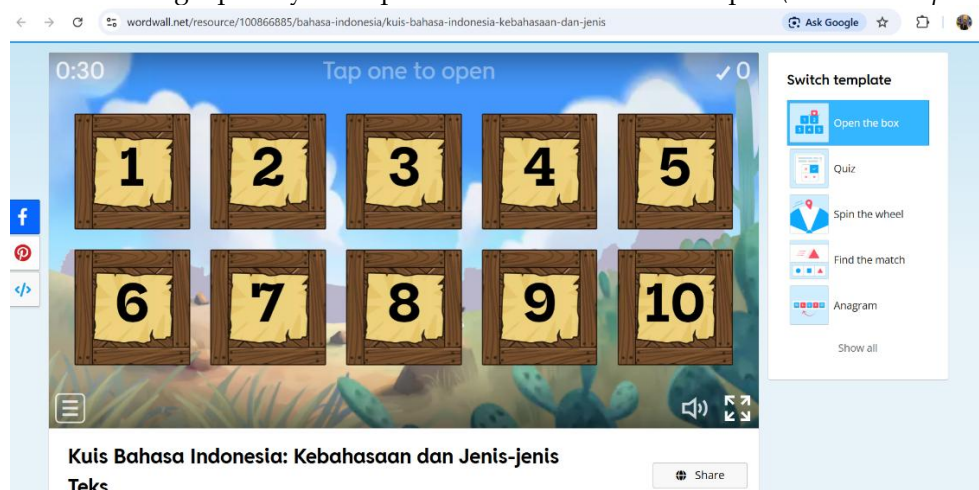 wordwall.net/resource/100866885/bahasa-indonesia/kuis-bahasa-indonesia-kebahasaan-dan-jenis
Ask Google
0:30
Tap one to open
✓ 0
1 2 3 4 5
6 7 8 9 10
Switch template
Open the box
Quiz
Spin the wheel
Find the match
Anagram
Show all
Kuis Bahasa Indonesia: Kebahasaan dan Jenis-jenis
Teks
Share